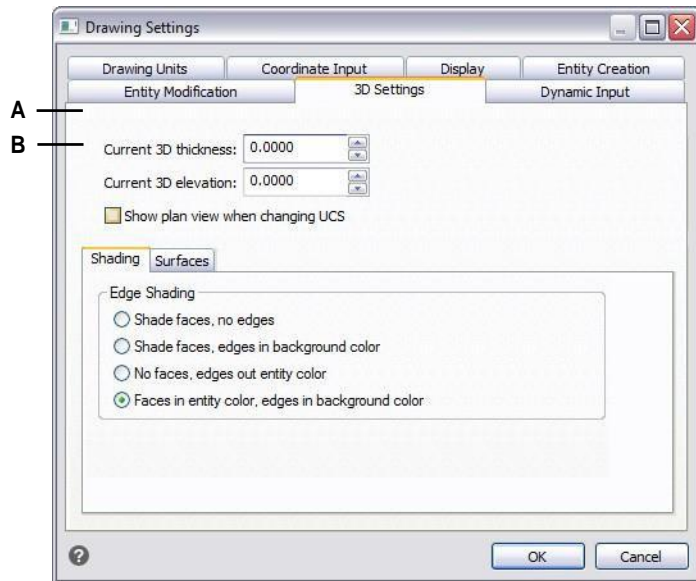 Drawing Settings
Drawing Units Coordinate Input Display Entity Creation
Entity Modification 3D Settings Dynamic Input
A
B
Current 3D thickness: 0.0000
Current 3D elevation: 0.0000
Show plan view when changing UCS
Shading Surfaces
Edge Shading
Shade faces, no edges
Shade faces, edges in background color
No faces, edges out entity color
Faces in entity color, edges in background color
? OK Cancel